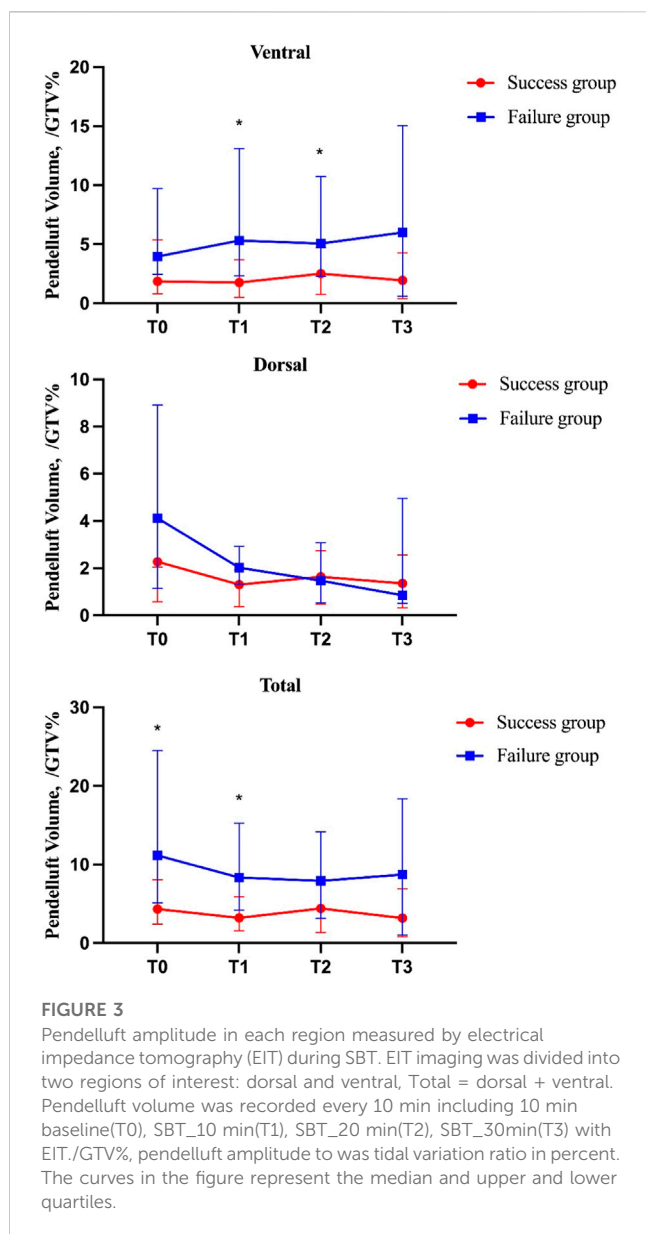 Ventral
20
15
10
5
0
Pendelluft Volume, /GTV%
*
*
T0 T1 T2 T3
Success group
Failure group
Dorsal
10
8
6
4
2
0
Pendelluft Volume, /GTV%
T0 T1 T2 T3
Success group
Failure group
Total
30
20
10
0
Pendelluft Volume, /GTV%
*
*
T0 T1 T2 T3
Success group
Failure group
FIGURE 3
Pendelluft amplitude in each region measured by electrical
impedance tomography (EIT) during SBT. EIT imaging was divided into
two regions of interest: dorsal and ventral, Total = dorsal + ventral.
Pendelluft volume was recorded every 10 min including 10 min
baseline(T0), SBT_10 min(T1), SBT_20 min(T2), SBT_30min(T3) with
EIT./GTV%, pendelluft amplitude to was tidal variation ratio in percent.
The curves in the figure represent the median and upper and lower
quartiles.